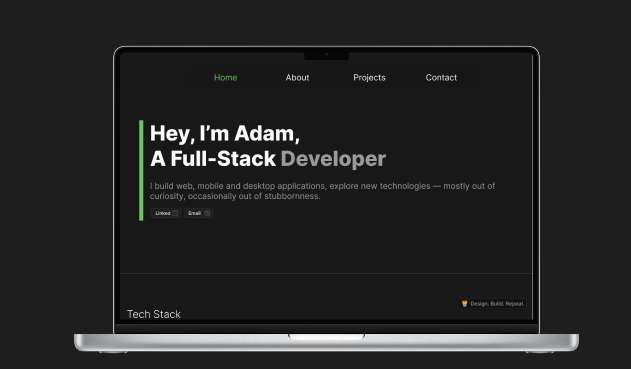 Home About Projects Contact
Hey, I’m Adam,
A Full-Stack Developer
I build web, mobile and desktop applications, explore new technologies — mostly out of
curiosity, occasionally out of stubbornness.
Linked Email
Design. Build. Repeat.
Tech Stack